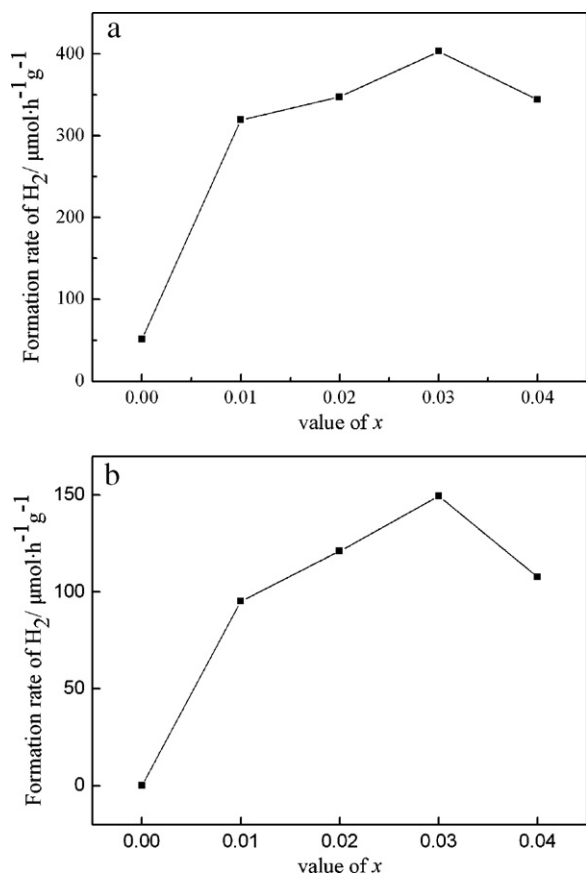 a
Formation rate of H2/ μmol·h-1g-1
400
300
200
100
0
0.00 0.01 0.02 0.03 0.04
value of x
b
Formation rate of H2/ μmol·h-1g-1
150
100
50
0
0.00 0.01 0.02 0.03 0.04
value of x